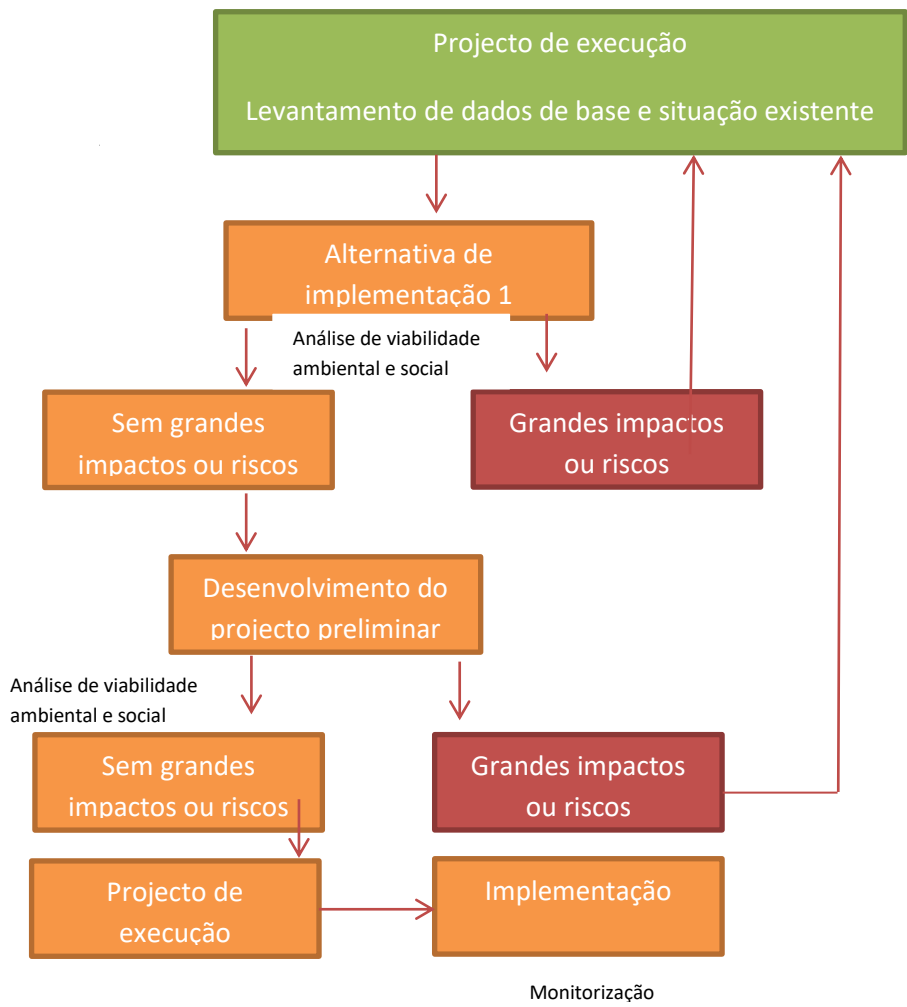 Projecto de execução
Levantamento de dados de base e situação existente
Alternativa de
implementação 1
Análise de viabilidade
ambiental e social
Sem grandes
impactos ou riscos
Grandes impactos
ou riscos
Desenvolvimento do
projecto preliminar
Análise de viabilidade
ambiental e social
Sem grandes
impactos ou riscos
Grandes impactos
ou riscos
Projecto de
execução
Implementação
Monitorização